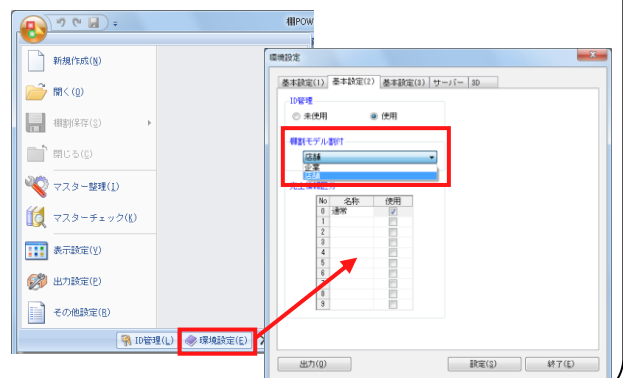 棚POW
新規作成(N)
開く(O)
棚割保存(S)
閉じる(C)
マスター整理(I)
マスターチェック(K)
表示設定(V)
出力設定(P)
その他設定(R)
ID管理(L)
環境設定(E)
環境設定
基本設定(1) 基本設定(2) 基本設定(3) サーバー 3D
ID管理
未使用 使用
棚割モデル割付
店舗
企業
店舗
No 名称 使用
0 通常
1
2
3
4
5
6
7
8
9
出力(O) 設定(S) 終了(E)